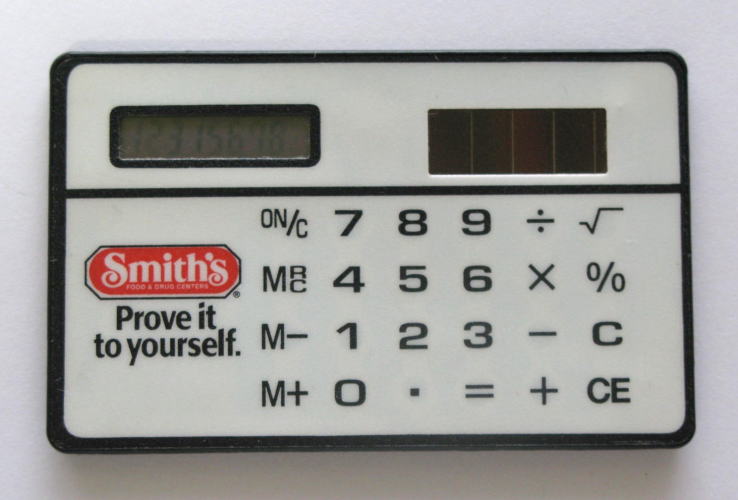 12315678
ON/C 7 8 9 ÷ √
Smith's
FOOD & DRUG CENTERS
®
MRC 4 5 6 × %
Prove it
to yourself.
M− 1 2 3 − C
M+ 0 . = + CE